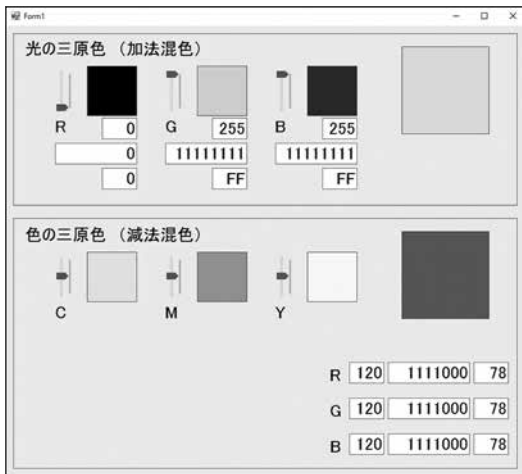 Form1
光の三原色 (加法混色)
R 0 G 255 B 255
0 11111111 11111111
0 FF FF
色の三原色 (減法混色)
C M Y
R 120 1111000 78
G 120 1111000 78
B 120 1111000 78